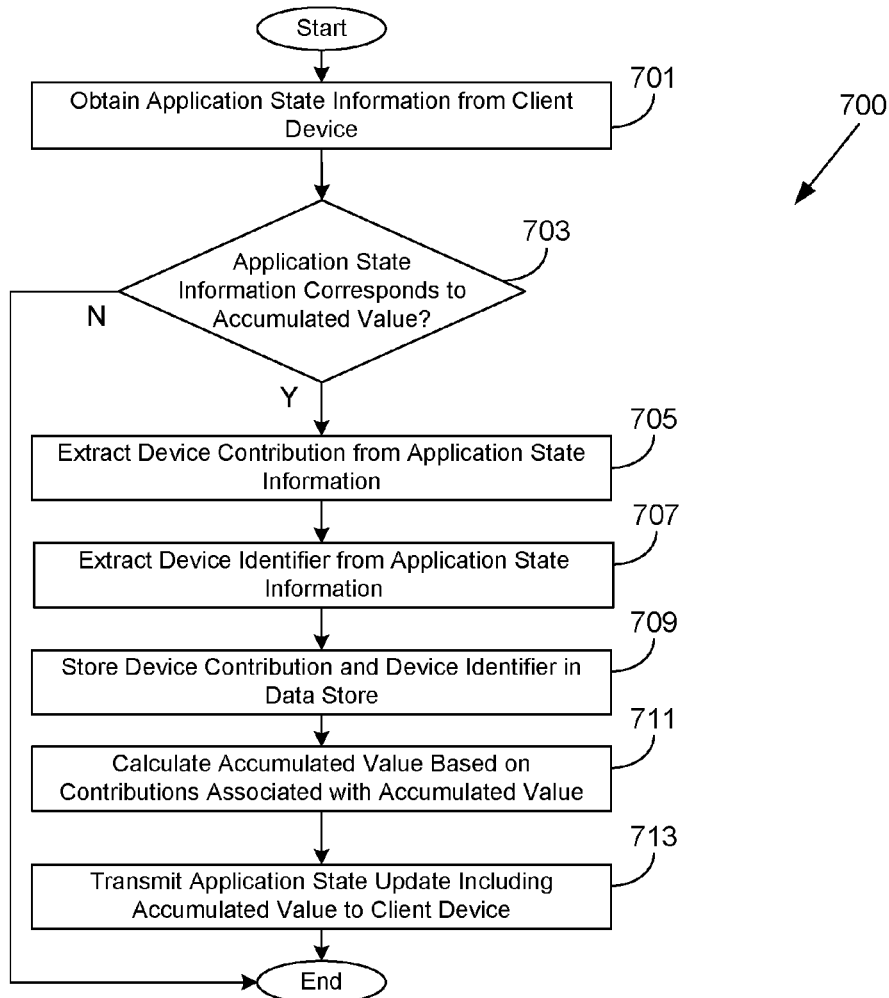 Start
701
Obtain Application State Information from Client
Device
700
703
Application State
Information Corresponds to
Accumulated Value?
N
Y
705
Extract Device Contribution from Application State
Information
707
Extract Device Identifier from Application State
Information
709
Store Device Contribution and Device Identifier in
Data Store
711
Calculate Accumulated Value Based on
Contributions Associated with Accumulated Value
713
Transmit Application State Update Including
Accumulated Value to Client Device
End